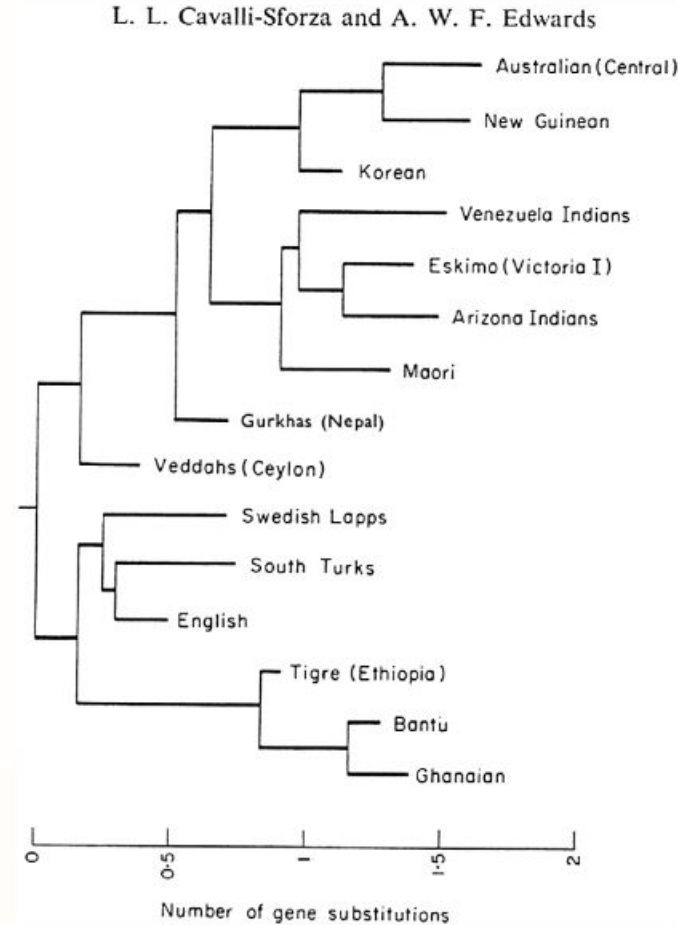 L. L. Cavalli-Sforza and A. W. F. Edwards
Australian (Central)
New Guinean
Korean
Venezuela Indians
Eskimo (Victoria I)
Arizona Indians
Maori
Gurkhas (Nepal)
Veddahs (Ceylon)
Swedish Lapps
South Turks
English
Tigre (Ethiopia)
Bantu
Ghanaian
0
0·5
1
1·5
2
Number of gene substitutions